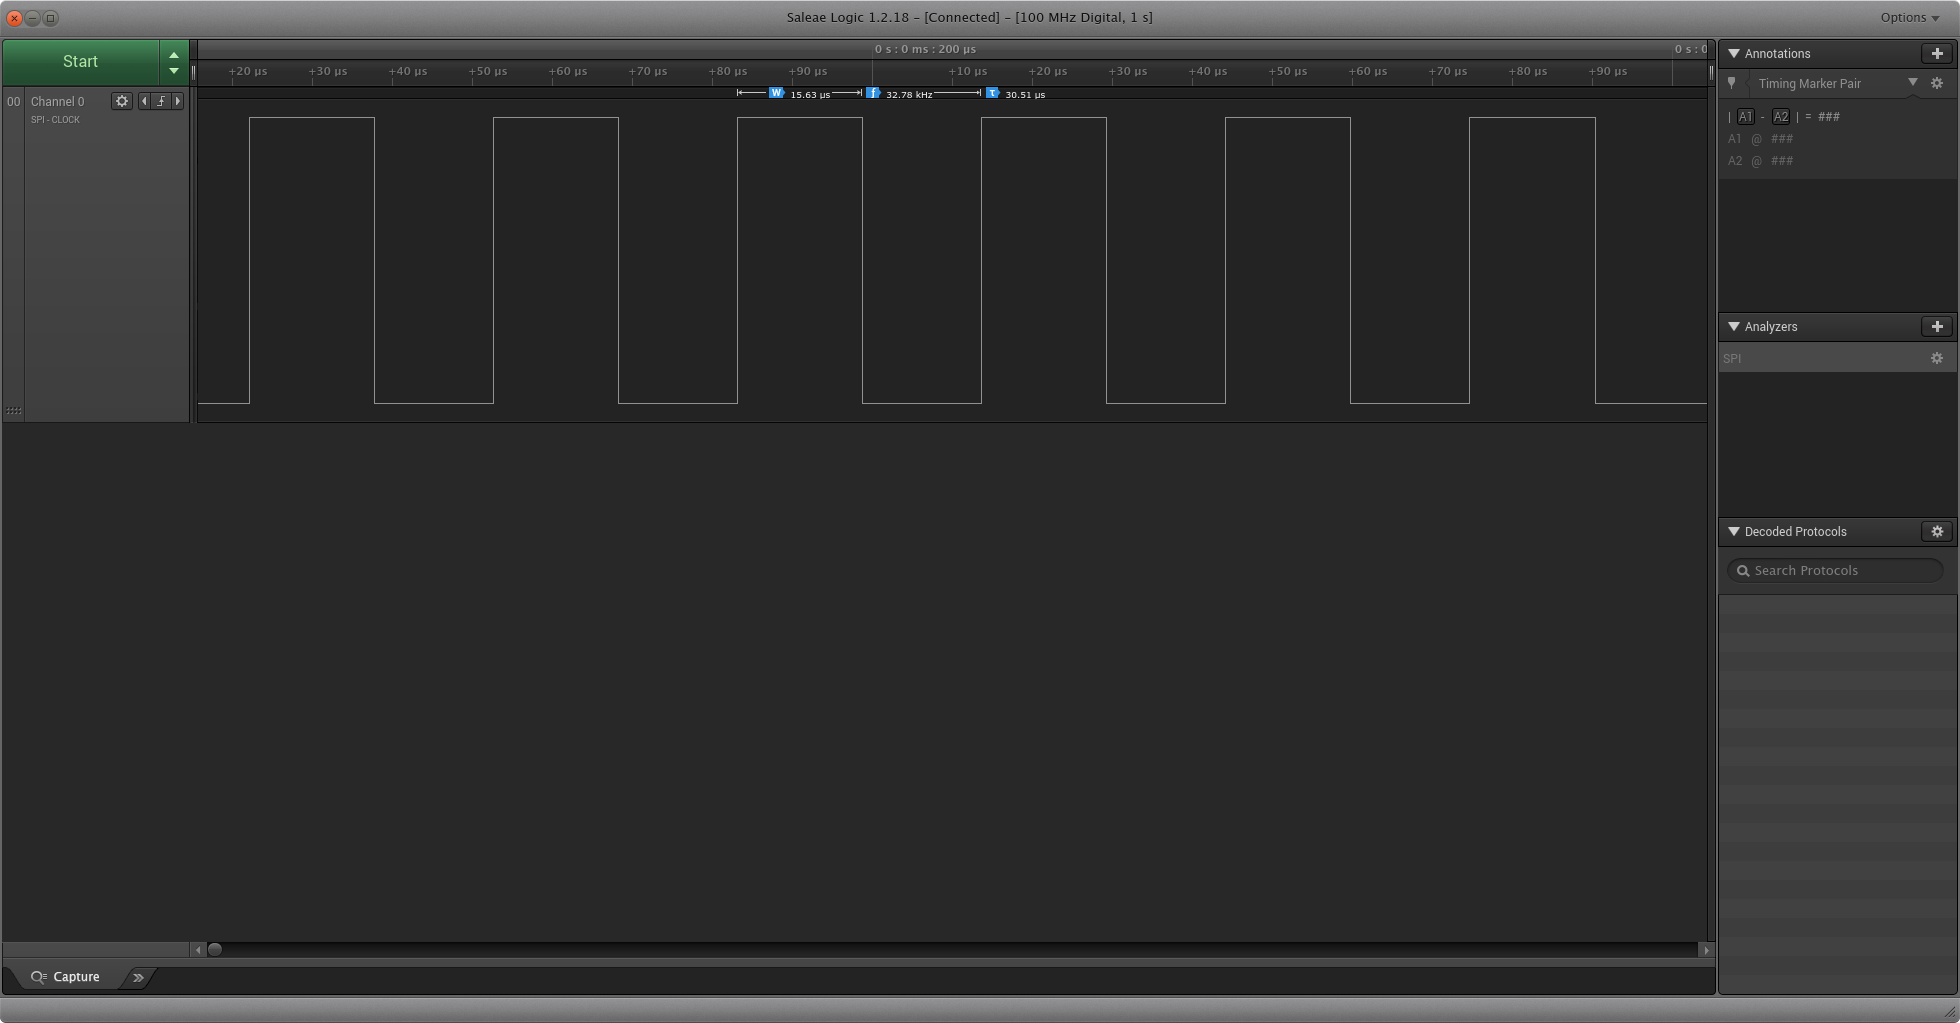 Saleae Logic 1.2.18 - [Connected] - [100 MHz Digital, 1 s]
Options
Start
0 s : 0 ms : 200 µs
0 s : 0
+20 µs +30 µs +40 µs +50 µs +60 µs +70 µs +80 µs +90 µs +10 µs +20 µs +30 µs +40 µs +50 µs +60 µs +70 µs +80 µs +90 µs
W 15.63 µs f 32.78 kHz T 30.51 µs
00 Channel 0
SPI - CLOCK
Annotations
Timing Marker Pair
| A1 - A2 | = ###
A1 @ ###
A2 @ ###
Analyzers
SPI
Decoded Protocols
Search Protocols
Capture